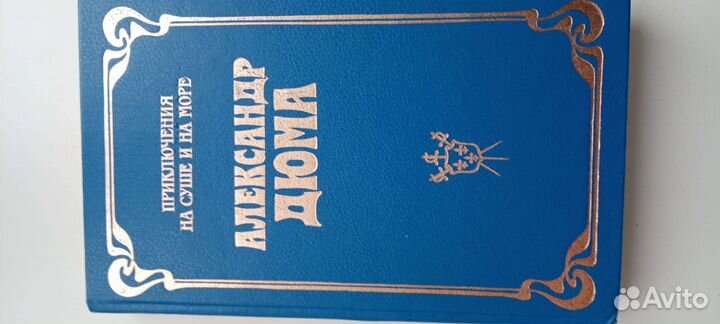 ПРИКЛЮЧЕНИЯ
НА СУШЕ И НА МОРЕ
АЛЕКСАНДР
ДЮМА
Avito